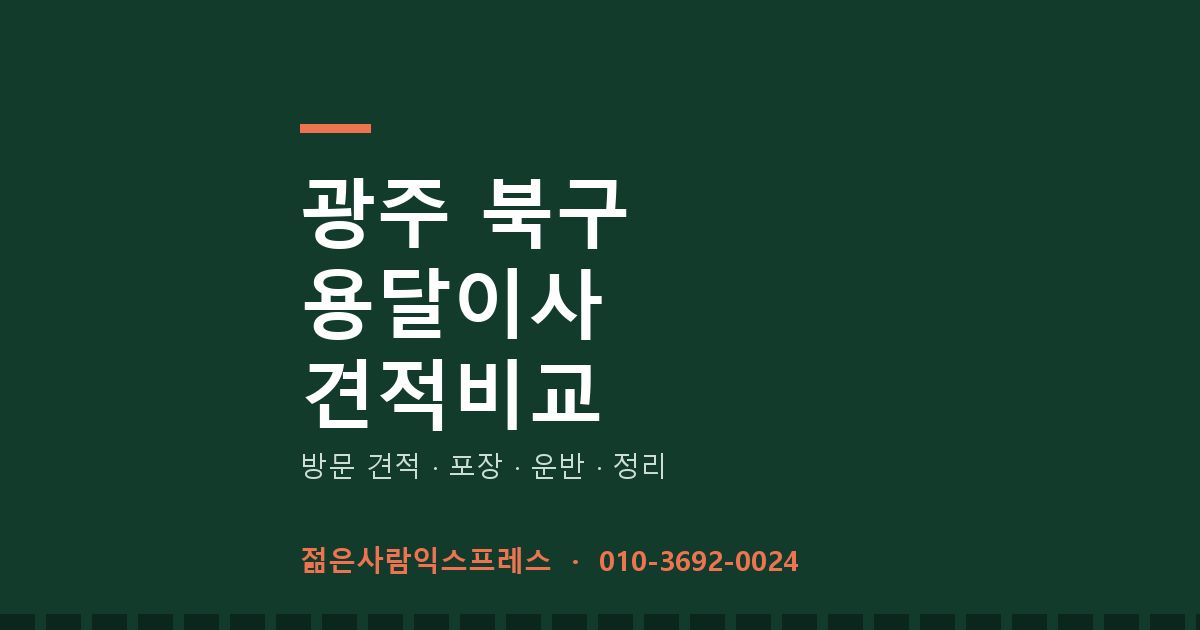 광주 북구
용달이사
견적비교
방문 견적 · 포장 · 운반 · 정리
젊은사람익스프레스 · 010-3692-0024